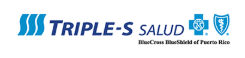 TRIPLE-S SALUD
BlueCross BlueShield of Puerto Rico